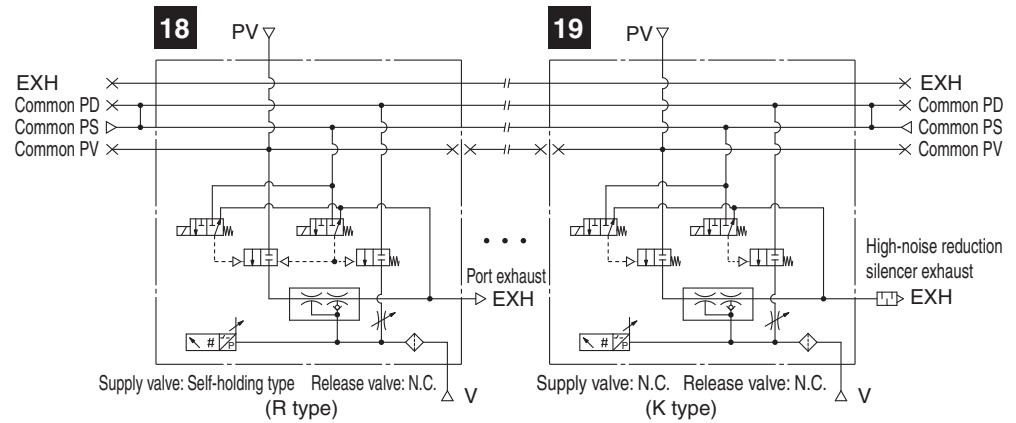 18
PV
19
PV
EXH
EXH
Common PD
Common PD
Common PS
Common PS
Common PV
Common PV
High-noise reduction
silencer exhaust
Port exhaust
EXH
EXH
# P
# P
Supply valve: Self-holding type Release valve: N.C.
V
(R type)
Supply valve: N.C. Release valve: N.C.
V
(K type)